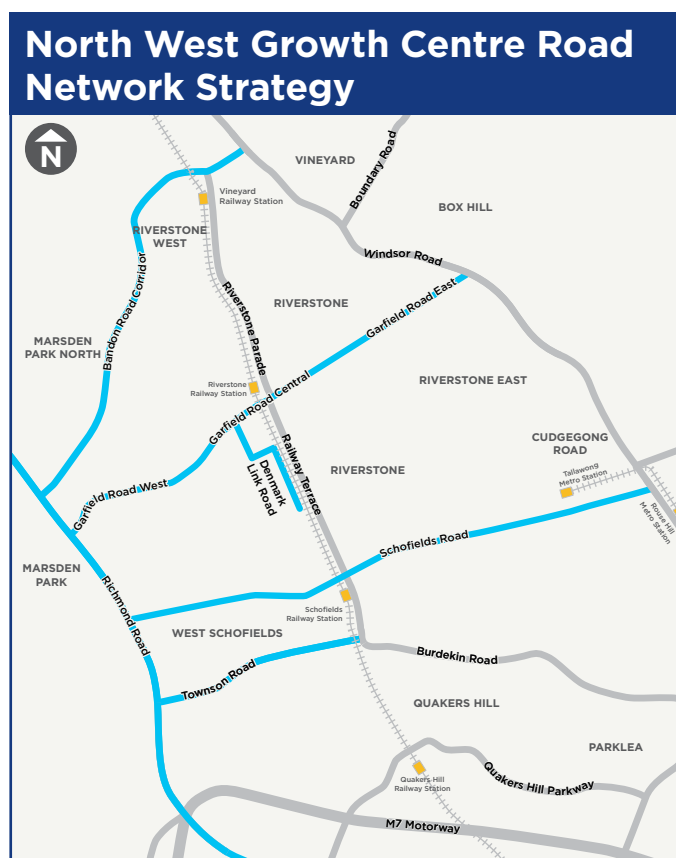 North West Growth Centre Road
Network Strategy
N
VINEYARD
Boundary Road
BOX HILL
Vineyard
Railway Station
RIVERSTONE
WEST
Windsor Road
Bandon Road Corridor
Riverstone Parade
RIVERSTONE
Garfield Road East
MARSDEN
PARK NORTH
Riverstone
Railway Station
Garfield Road Central
RIVERSTONE EAST
CUDGEGONG
ROAD
Tallawong
Metro Station
Rouse Hill
Metro Station
Garfield Road West
Denmark
Link Road
Railway Terrace
RIVERSTONE
Schofields Road
MARSDEN
PARK
Richmond Road
Schofields
Railway Station
WEST SCHOFIELDS
Townson Road
Burdekin Road
QUAKERS HILL
PARKLEA
Quakers Hill
Railway Station
Quakers Hill Parkway
M7 Motorway